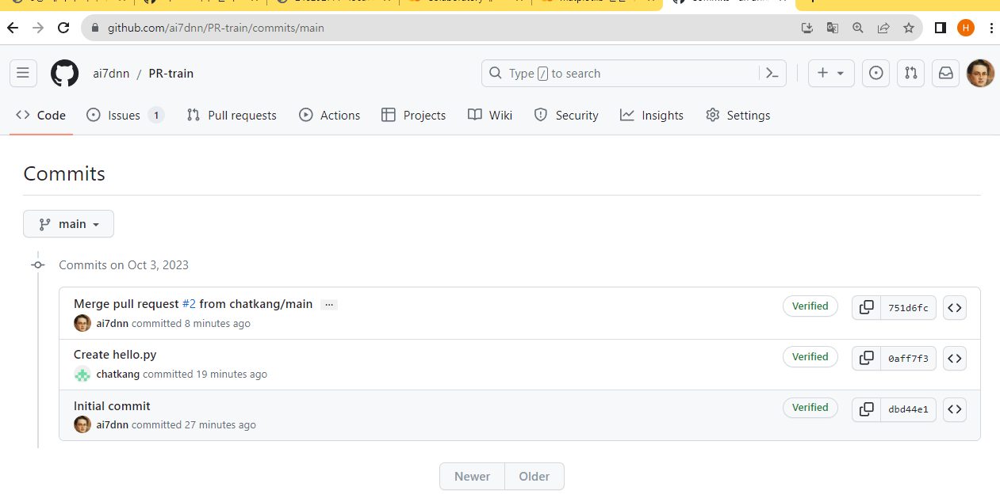 github.com/ai7dnn/PR-train/commits/main
H
ai7dnn / PR-train
Type / to search
Code
Issues 1
Pull requests
Actions
Projects
Wiki
Security
Insights
Settings
Commits
main
Commits on Oct 3, 2023
Merge pull request #2 from chatkang/main ...
Verified
751d6fc
ai7dnn committed 8 minutes ago
Create hello.py
Verified
0aff7f3
chatkang committed 19 minutes ago
Initial commit
Verified
dbd44e1
ai7dnn committed 27 minutes ago
Newer
Older